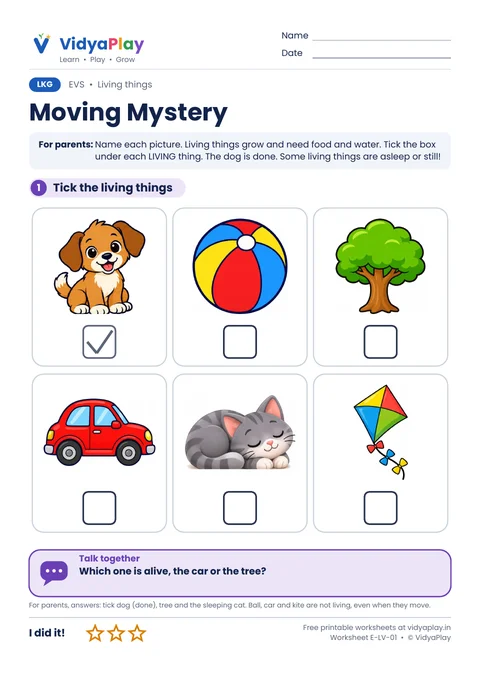 VidyaPlay
Learn • Play • Grow
Name
Date
LKG EVS • Living things
Moving Mystery
For parents: Name each picture. Living things grow and need food and water. Tick the box
under each LIVING thing. The dog is done. Some living things are asleep or still!
1 Tick the living things
Talk together
Which one is alive, the car or the tree?
For parents, answers: tick dog (done), tree and the sleeping cat. Ball, car and kite are not living, even when they move.
I did it!
Free printable worksheets at vidyaplay.in
Worksheet E-LV-01 • © VidyaPlay